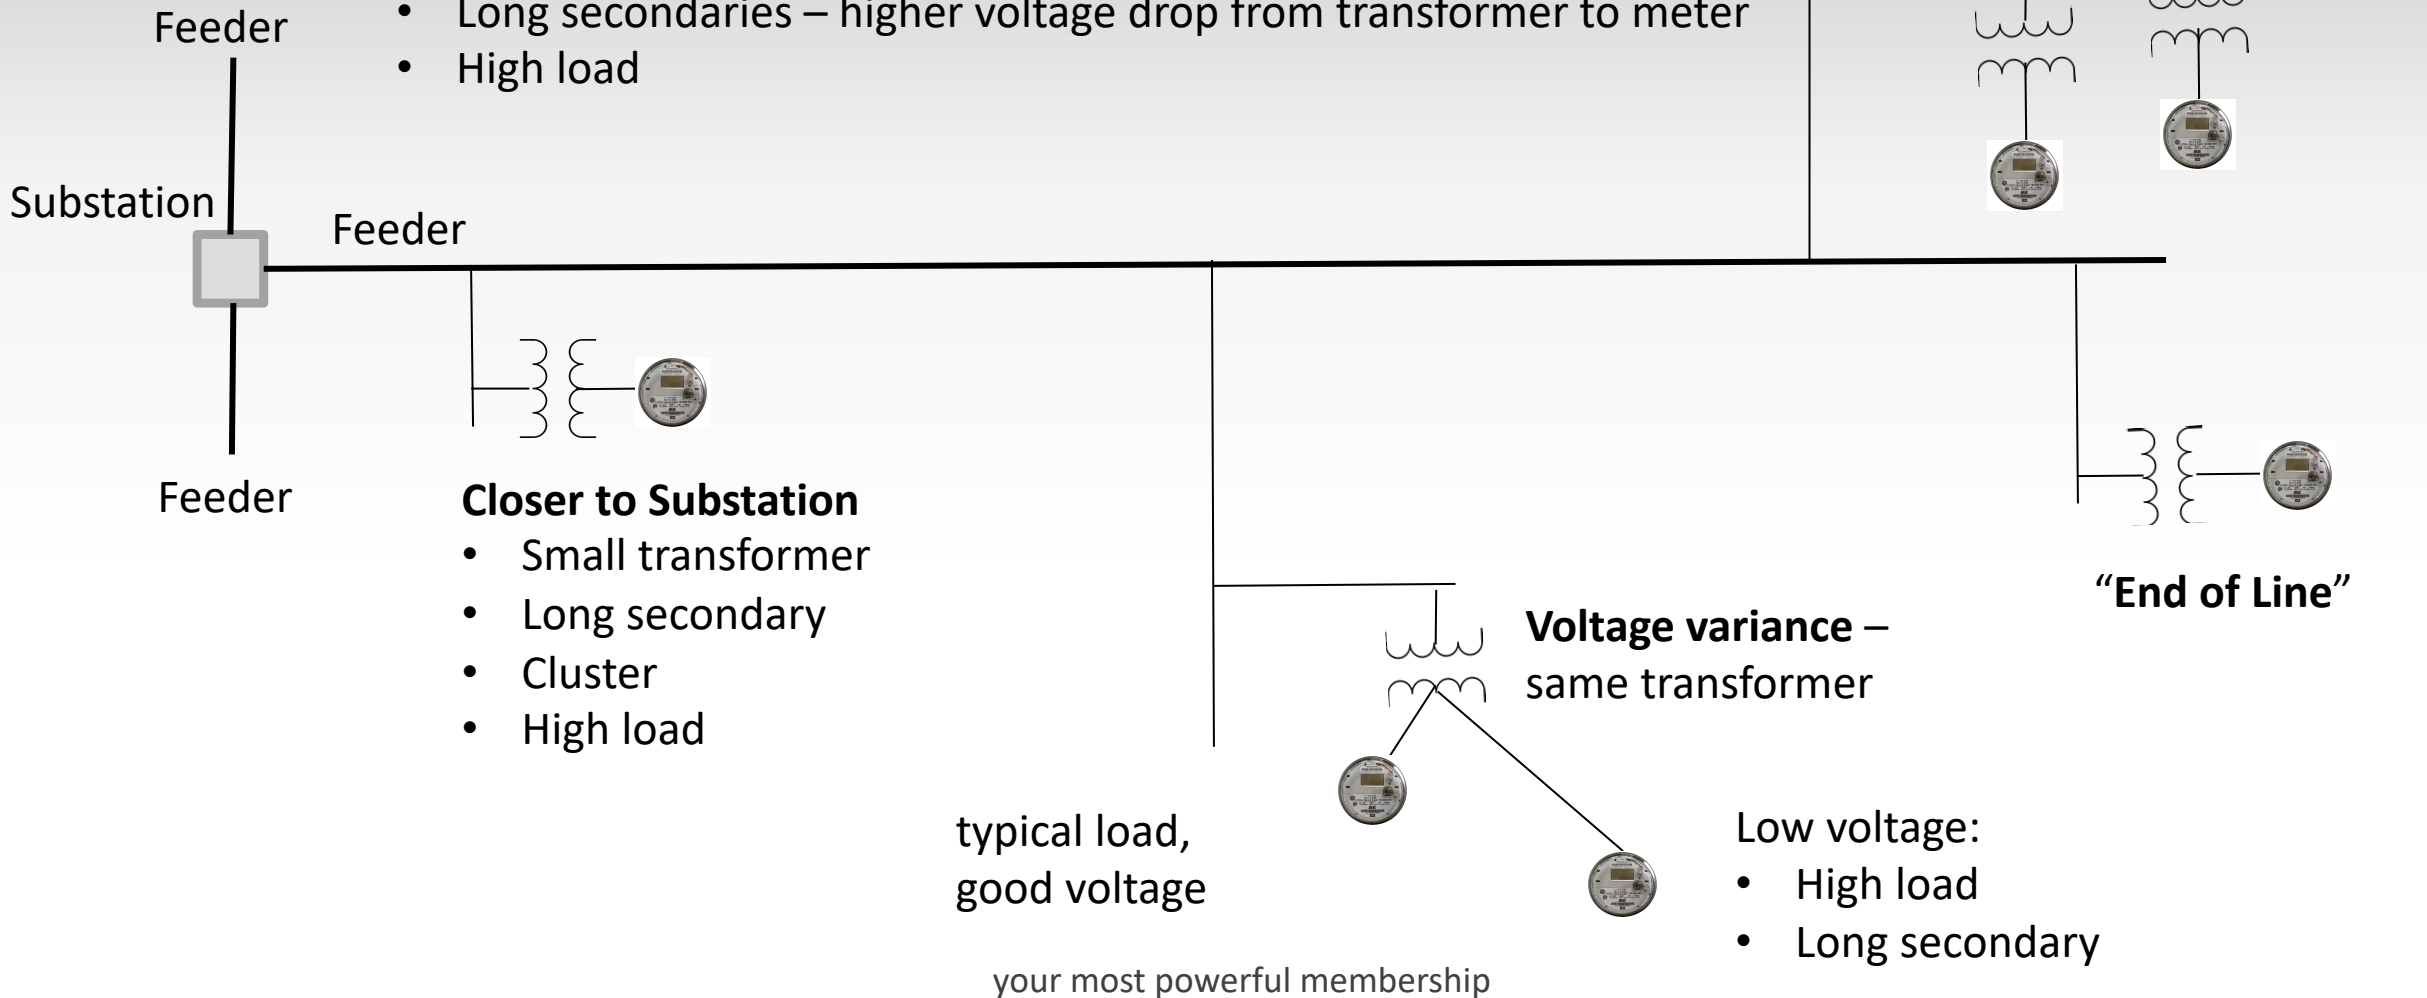 • Long secondaries – higher voltage drop from transformer to meter
• High load
Feeder
Substation
Feeder
Feeder
Closer to Substation
• Small transformer
• Long secondary
• Cluster
• High load
“End of Line”
Voltage variance –
same transformer
typical load,
good voltage
Low voltage:
• High load
• Long secondary
your most powerful membership